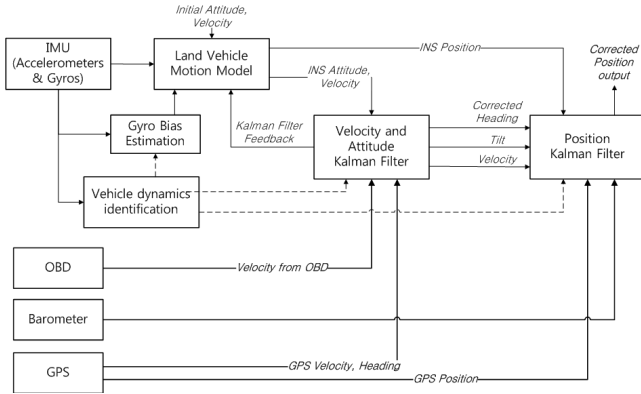 Initial Attitude,
Velocity
IMU
(Accelerometers
& Gyros)
Land Vehicle
Motion Model
INS Position
Corrected
Position
output
INS Attitude,
Velocity
Gyro Bias
Estimation
Kalman Filter
Feedback
Velocity and
Attitude
Kalman Filter
Corrected
Heading
Tilt
Velocity
Position
Kalman Filter
Vehicle dynamics
identification
OBD
Velocity from OBD
Barometer
GPS
GPS Velocity, Heading
GPS Position